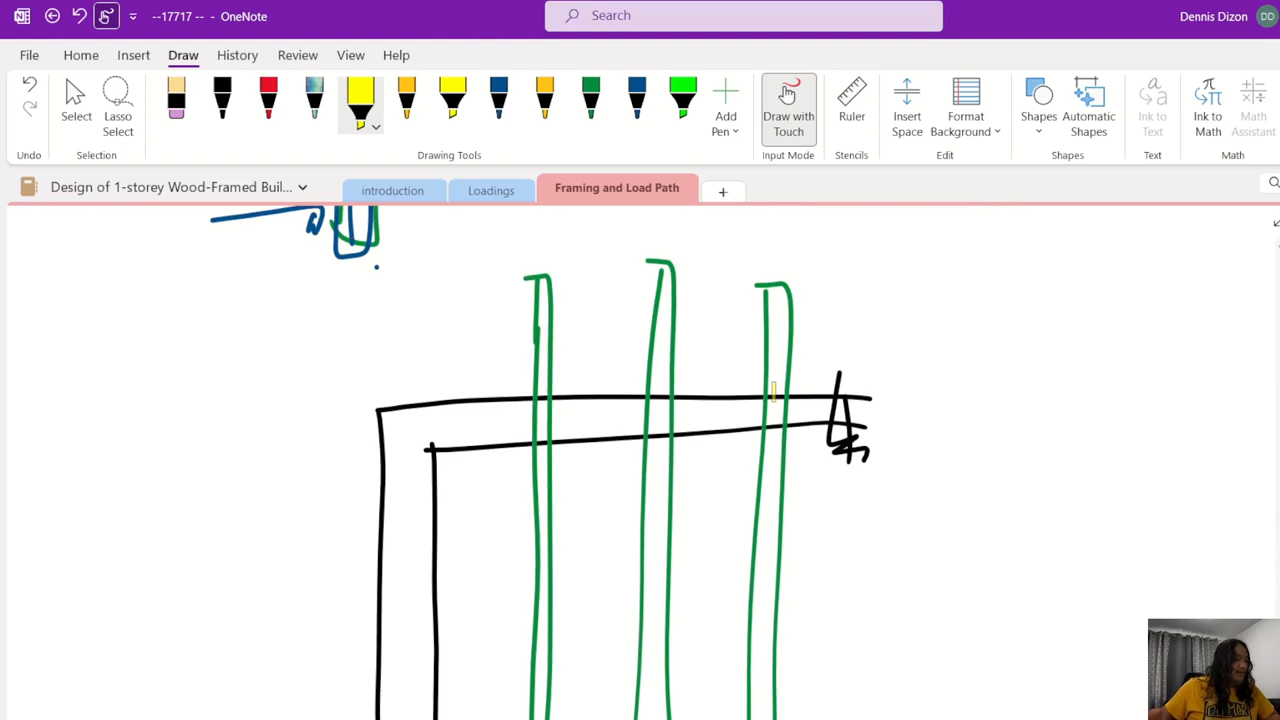 --17717 -- - OneNote
Search
Dennis Dizon
DD
File Home Insert Draw History Review View Help
Undo
Select
Lasso Select
Selection
Drawing Tools
Add Pen
Draw with Touch
Input Mode
Ruler
Stencils
Insert Space
Format Background
Edit
Shapes
Automatic Shapes
Shapes
Ink to Text
Text
Ink to Math
Math Assistant
Math
Design of 1-storey Wood-Framed Buil...
introduction
Loadings
Framing and Load Path
+